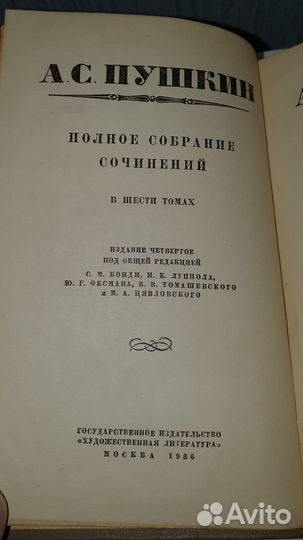 А.С.ПУШКИН
ПОЛНОЕ СОБРАНИЕ
СОЧИНЕНИЙ
В ШЕСТИ ТОМАХ
ИЗДАНИЕ ЧЕТВЕРТОЕ
ПОД ОБЩЕЙ РЕДАКЦИЕЙ
С. М. БОНДИ, И. К. ЛУППОЛА,
Ю. Г. ОКСМАНА, Б. В. ТОМАШЕВСКОГО
и М. А. ЦЯВЛОВСКОГО
ГОСУДАРСТВЕННОЕ ИЗДАТЕЛЬСТВО
«ХУДОЖЕСТВЕННАЯ ЛИТЕРАТУРА»
МОСКВА 1936
Avito